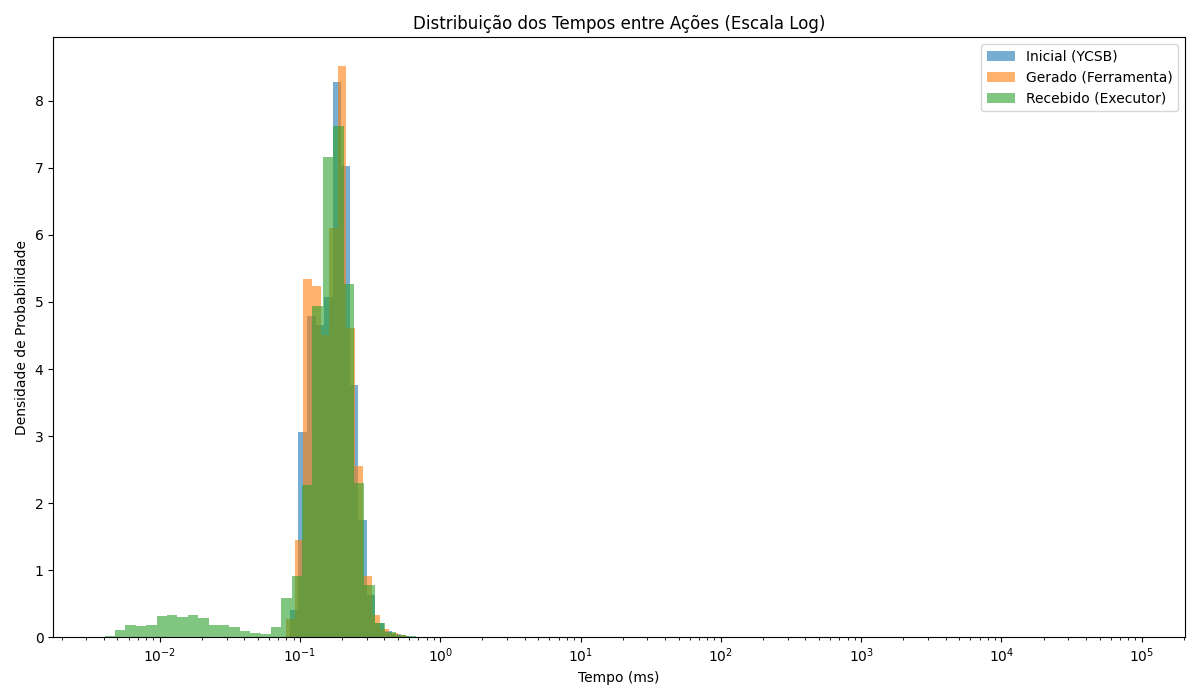 Distribuição dos Tempos entre Ações (Escala Log)
Inicial (YCSB)
Gerado (Ferramenta)
Recebido (Executor)
Densidade de Probabilidade
8
7
6
5
4
3
2
1
0
10⁻² 10⁻¹ 10⁰ 10¹ 10² 10³ 10⁴ 10⁵
Tempo (ms)